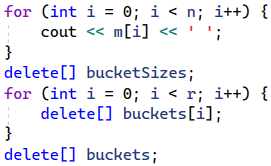 for (int i = 0; i < n; i++) {
    cout << m[i] << ' ';
}
delete[] bucketSizes;
for (int i = 0; i < r; i++) {
    delete[] buckets[i];
}
delete[] buckets;